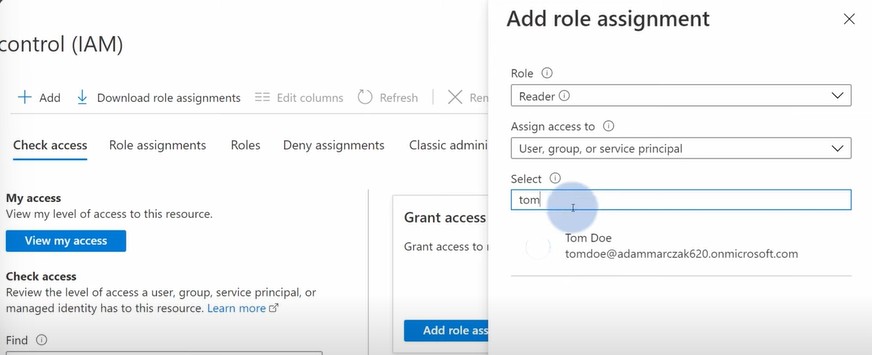 control (IAM)
Add
Download role assignments
Edit columns
Refresh
Check access
Role assignments
Roles
Deny assignments
Classic
My access
View my level of access to this resource.
View my access
Check access
Review the level of access a user, group, service principal, or
managed identity has to this resource. Learn more
Find
Grant access
Grant access to
Add role
Add role assignment
Role
Reader
Assign access to
User, group, or service principal
Select
tom
Tom Doe
tomdoe@adammarczak620.onmicrosoft.com